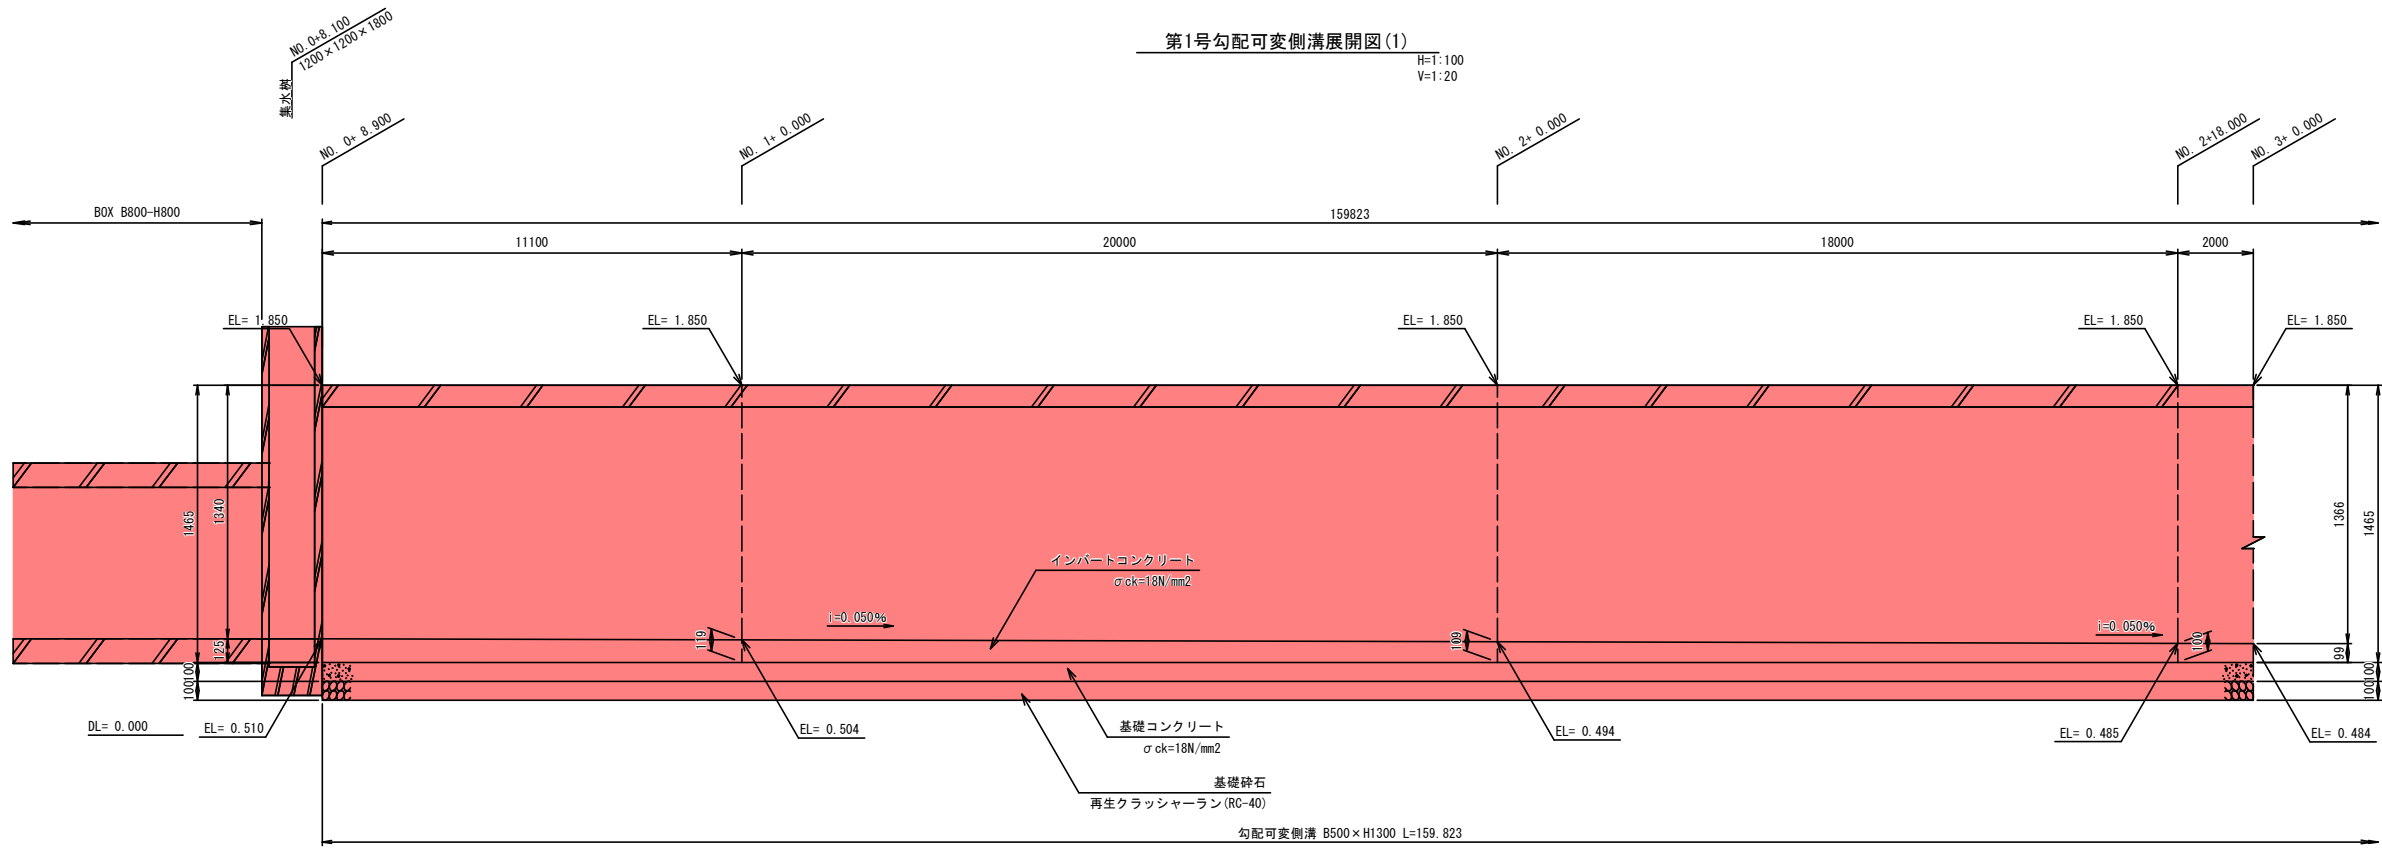 第1号勾配可変側溝展開図(1)
H=1:100
V=1:20
NO.0+8.100
1200×1200×1800
集水桝
NO. 0+ 8.900
NO. 1+ 0.000
NO. 2+ 0.000
NO. 2+18.000
NO. 3+ 0.000
BOX B800-H800
159823
11100
20000
18000
2000
EL= 1.850
EL= 1.850
EL= 1.850
EL= 1.850
EL= 1.850
1465
1340
125
100
100
1366
1465
99
100
100
インバートコンクリート
σck=18N/mm2
i=0.050%
i=0.050%
119
109
100
DL= 0.000
EL= 0.510
EL= 0.504
EL= 0.494
EL= 0.485
EL= 0.484
基礎コンクリート
σck=18N/mm2
基礎砕石
再生クラッシャーラン(RC-40)
勾配可変側溝 B500×H1300 L=159.823